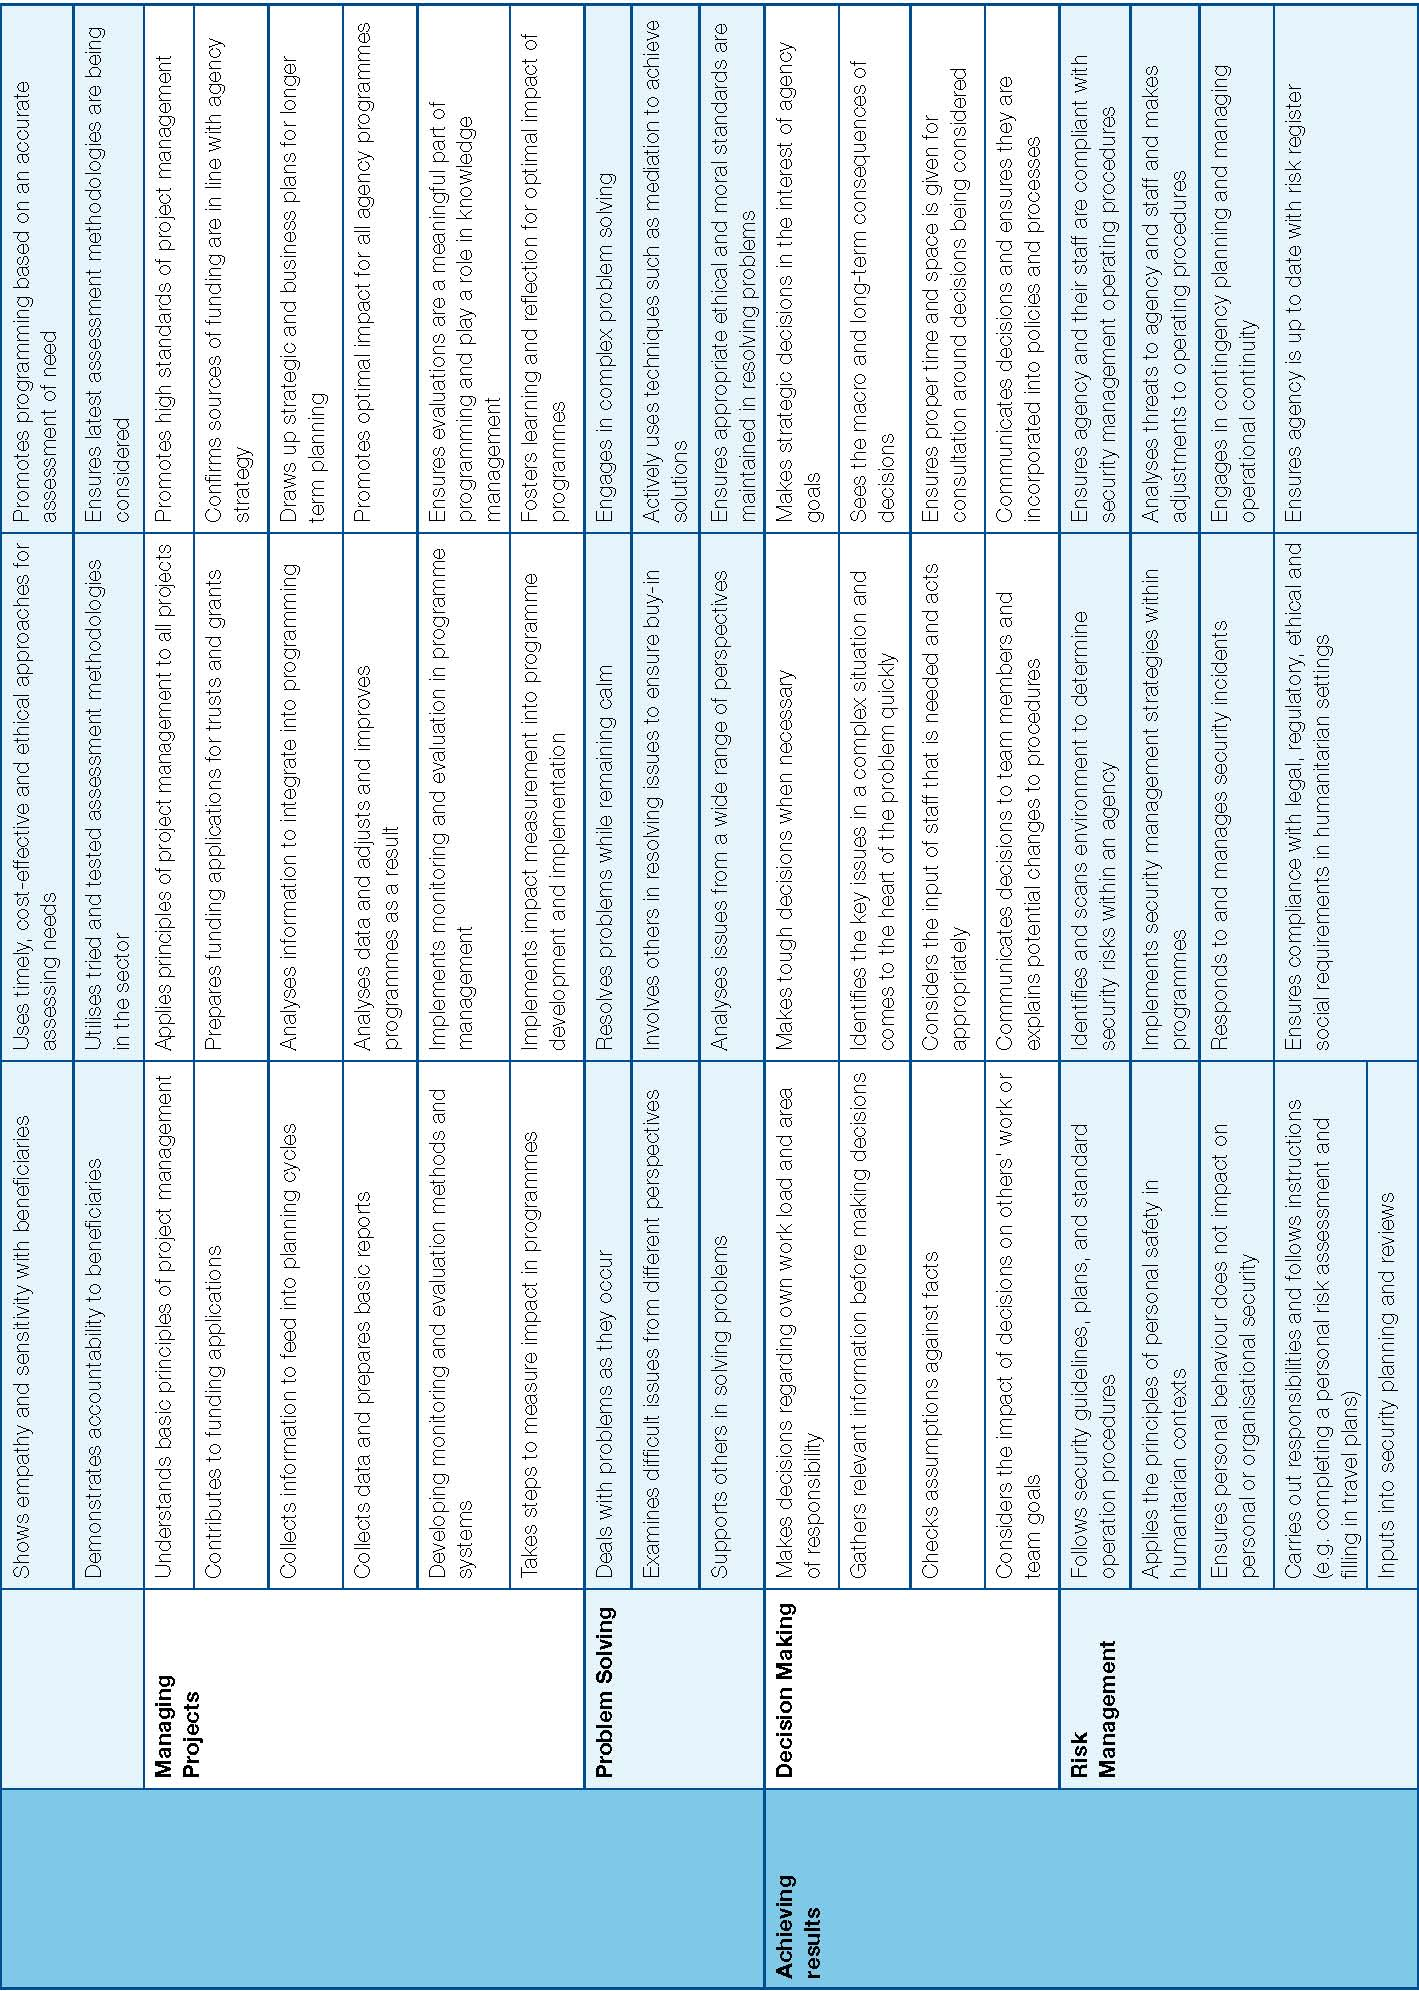 Shows empathy and sensitivity with beneficiaries
Uses timely, cost-effective and ethical approaches for
assessing needs
Promotes programming based on an accurate
assessment of need
Demonstrates accountability to beneficiaries
Utilises tried and tested assessment methodologies
in the sector
Ensures latest assessment methodologies are being
considered
Managing
Projects
Understands basic principles of project management
Applies principles of project management to all projects
Promotes high standards of project management
Contributes to funding applications
Prepares funding applications for trusts and grants
Confirms sources of funding are in line with agency
strategy
Collects information to feed into planning cycles
Analyses information to integrate into programming
Draws up strategic and business plans for longer
term planning
Collects data and prepares basic reports
Analyses data and adjusts and improves
programmes as a result
Promotes optimal impact for all agency programmes
Developing monitoring and evaluation methods and
systems
Implements monitoring and evaluation in programme
management
Ensures evaluations are a meaningful part of
programming and play a role in knowledge
management
Takes steps to measure impact in programmes
Implements impact measurement into programme
development and implementation
Fosters learning and reflection for optimal impact of
programmes
Problem Solving
Deals with problems as they occur
Resolves problems while remaining calm
Engages in complex problem solving
Examines difficult issues from different perspectives
Involves others in resolving issues to ensure buy-in
Actively uses techniques such as mediation to achieve
solutions
Supports others in solving problems
Analyses issues from a wide range of perspectives
Ensures appropriate ethical and moral standards are
maintained in resolving problems
Achieving
results
Decision Making
Makes decisions regarding own work load and area
of responsibility
Makes tough decisions when necessary
Makes strategic decisions in the interest of agency
goals
Gathers relevant information before making decisions
Identifies the key issues in a complex situation and
comes to the heart of the problem quickly
Sees the macro and long-term consequences of
decisions
Checks assumptions against facts
Considers the input of staff that is needed and acts
appropriately
Ensures proper time and space is given for
consultation around decisions being considered
Considers the impact of decisions on others' work or
team goals
Communicates decisions to team members and
explains potential changes to procedures
Communicates decisions and ensures they are
incorporated into policies and processes
Risk
Management
Follows security guidelines, plans, and standard
operation procedures
Identifies and scans environment to determine
security risks within an agency
Ensures agency and their staff are compliant with
security management operating procedures
Applies the principles of personal safety in
humanitarian contexts
Implements security management strategies within
programmes
Analyses threats to agency and staff and makes
adjustments to operating procedures
Ensures personal behaviour does not impact on
personal or organisational security
Responds to and manages security incidents
Engages in contingency planning and managing
operational continuity
Carries out responsibilities and follows instructions
(e.g. completing a personal risk assessment and
filling in travel plans)
Ensures compliance with legal, regulatory, ethical and
social requirements in humanitarian settings
Ensures agency is up to date with risk register
Inputs into security planning and reviews